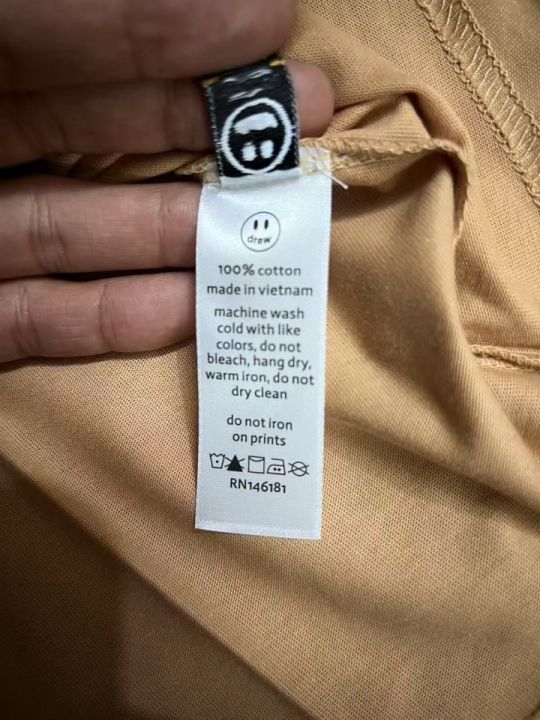 drew
100% cotton
made in vietnam
machine wash
cold with like
colors, do not
bleach, hang dry,
warm iron, do not
dry clean
do not iron
on prints
RN146181